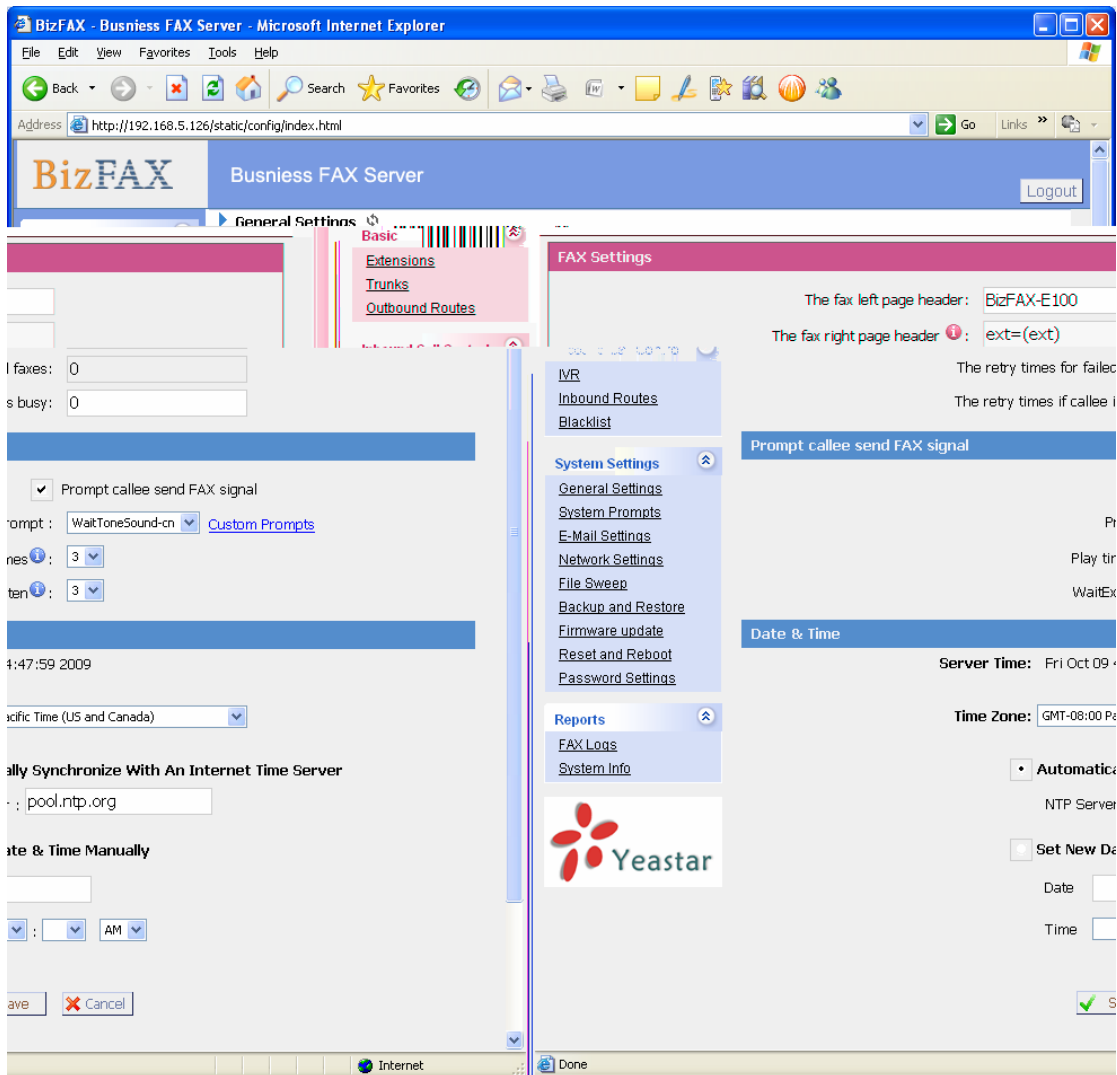 BizFAX - Busniess FAX Server - Microsoft Internet Explorer
File Edit View Favorites Tools Help
Back Search Favorites
Address http://192.168.5.126/static/config/index.html Go Links »
BizFAX
Busniess FAX Server
Logout
General Settings
Basic
Extensions
Trunks
Outbound Routes
FAX Settings
The fax left page header: BizFAX-E100
The fax right page header : ext=(ext)
l faxes: 0
s busy: 0
Prompt callee send FAX signal
rompt : WaitToneSound-cn Custom Prompts
mes : 3
ten : 3
4:47:59 2009
acific Time (US and Canada)
ally Synchronize With An Internet Time Server
r : pool.ntp.org
ate & Time Manually
: AM
ave Cancel
Internet
IVR
Inbound Routes
Blacklist
System Settings
General Settings
System Prompts
E-Mail Settings
Network Settings
File Sweep
Backup and Restore
Firmware update
Reset and Reboot
Password Settings
Reports
FAX Logs
System Info
Yeastar
The retry times for failed
The retry times if callee i
Prompt callee send FAX signal
Pr
Play tim
WaitEx
Date & Time
Server Time: Fri Oct 09 4
Time Zone: GMT-08:00 Pa
Automatica
NTP Server
Set New Da
Date
Time
S
Done